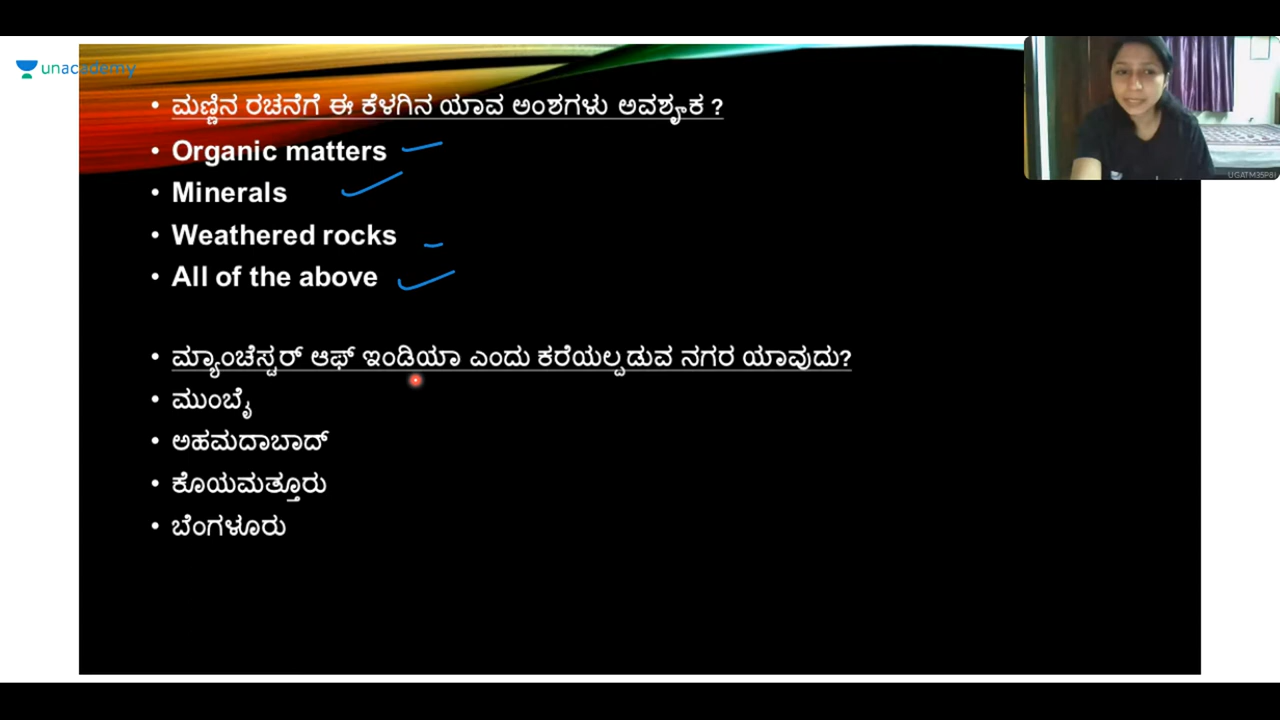 unacademy
• ಮಣ್ಣಿನ ರಚನೆಗೆ ಈ ಕೆಳಗಿನ ಯಾವ ಅಂಶಗಳು ಅವಶ್ಯಕ ?
• Organic matters
• Minerals
• Weathered rocks
• All of the above
• ಮ್ಯಾಂಚೆಸ್ಟರ್ ಆಫ್ ಇಂಡಿಯಾ ಎಂದು ಕರೆಯಲ್ಪಡುವ ನಗರ ಯಾವುದು?
• ಮುಂಬೈ
• ಅಹಮದಾಬಾದ್
• ಕೊಯಮತ್ತೂರು
• ಬೆಂಗಳೂರು
UGATM3SP8I